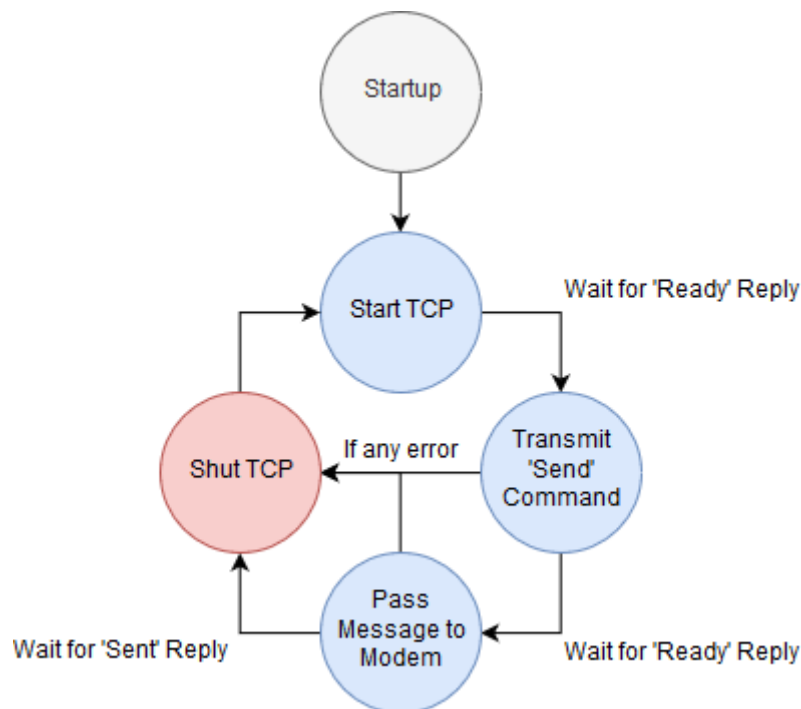 Startup
Start TCP
Wait for 'Ready' Reply
If any error
Shut TCP
Transmit
'Send'
Command
Pass
Message to
Modem
Wait for 'Sent' Reply
Wait for 'Ready' Reply